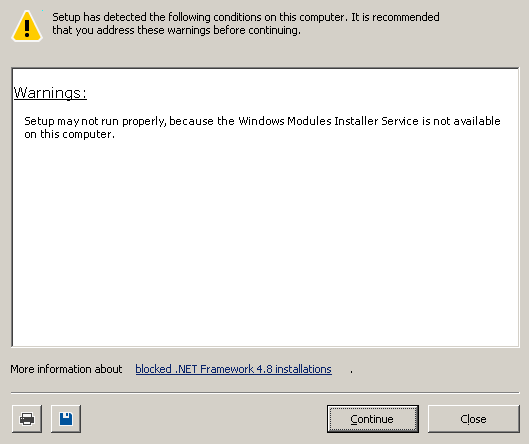 Setup has detected the following conditions on this computer. It is recommended
that you address these warnings before continuing.
Warnings:
Setup may not run properly, because the Windows Modules Installer Service is not available
on this computer.
More information about blocked .NET Framework 4.8 installations .
Continue Close